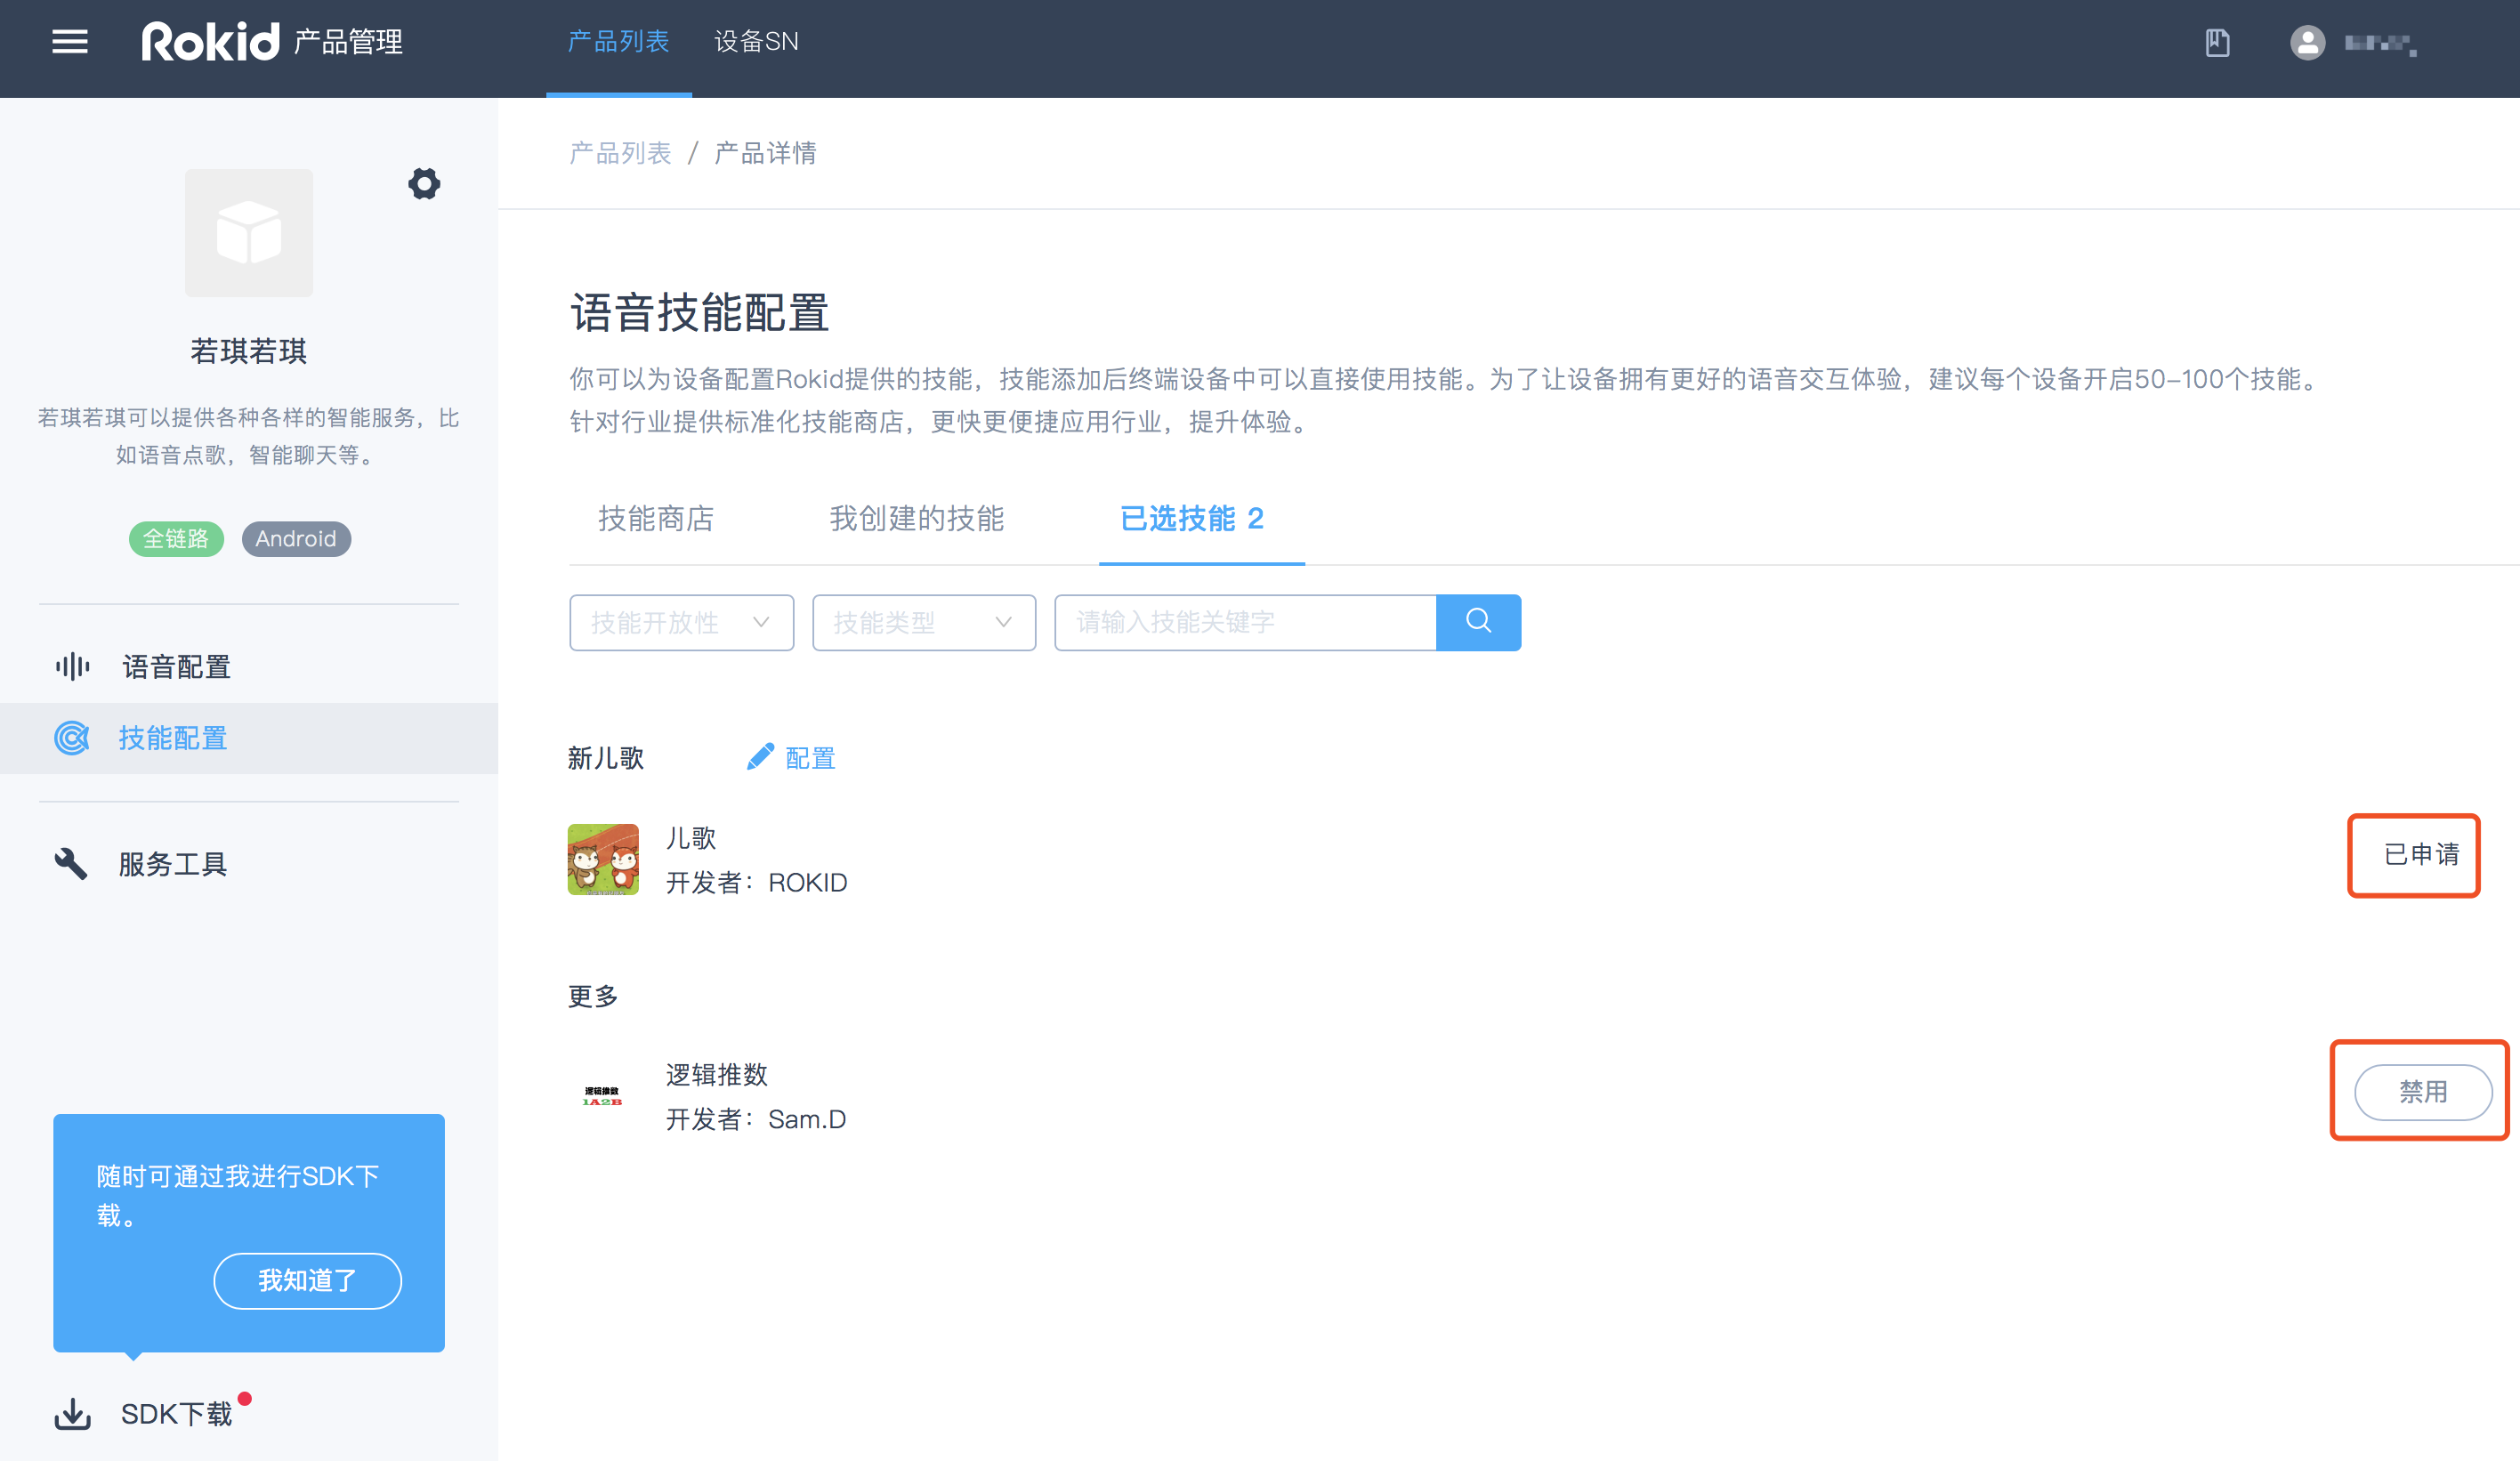 Rokid 产品管理
产品列表
设备SN
若琪若琪
若琪若琪可以提供各种各样的智能服务，比
如语音点歌，智能聊天等。
全链路
Android
语音配置
技能配置
服务工具
随时可通过我进行SDK下
载。
我知道了
SDK下载
产品列表 / 产品详情
语音技能配置
你可以为设备配置Rokid提供的技能，技能添加后终端设备中可以直接使用技能。为了让设备拥有更好的语音交互体验，建议每个设备开启50-100个技能。
针对行业提供标准化技能商店，更快更便捷应用行业，提升体验。
技能商店
我创建的技能
已选技能 2
技能开放性
技能类型
请输入技能关键字
新儿歌
配置
儿歌
开发者：ROKID
已申请
更多
逻辑推数
1A2B
逻辑推数
开发者：Sam.D
禁用